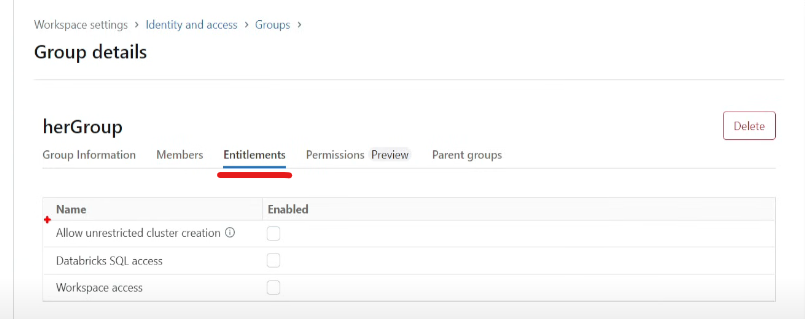 Workspace settings > Identity and access > Groups >
Group details
herGroup
Delete
Group Information Members Entitlements Permissions Preview Parent groups
Name Enabled
Allow unrestricted cluster creation
Databricks SQL access
Workspace access